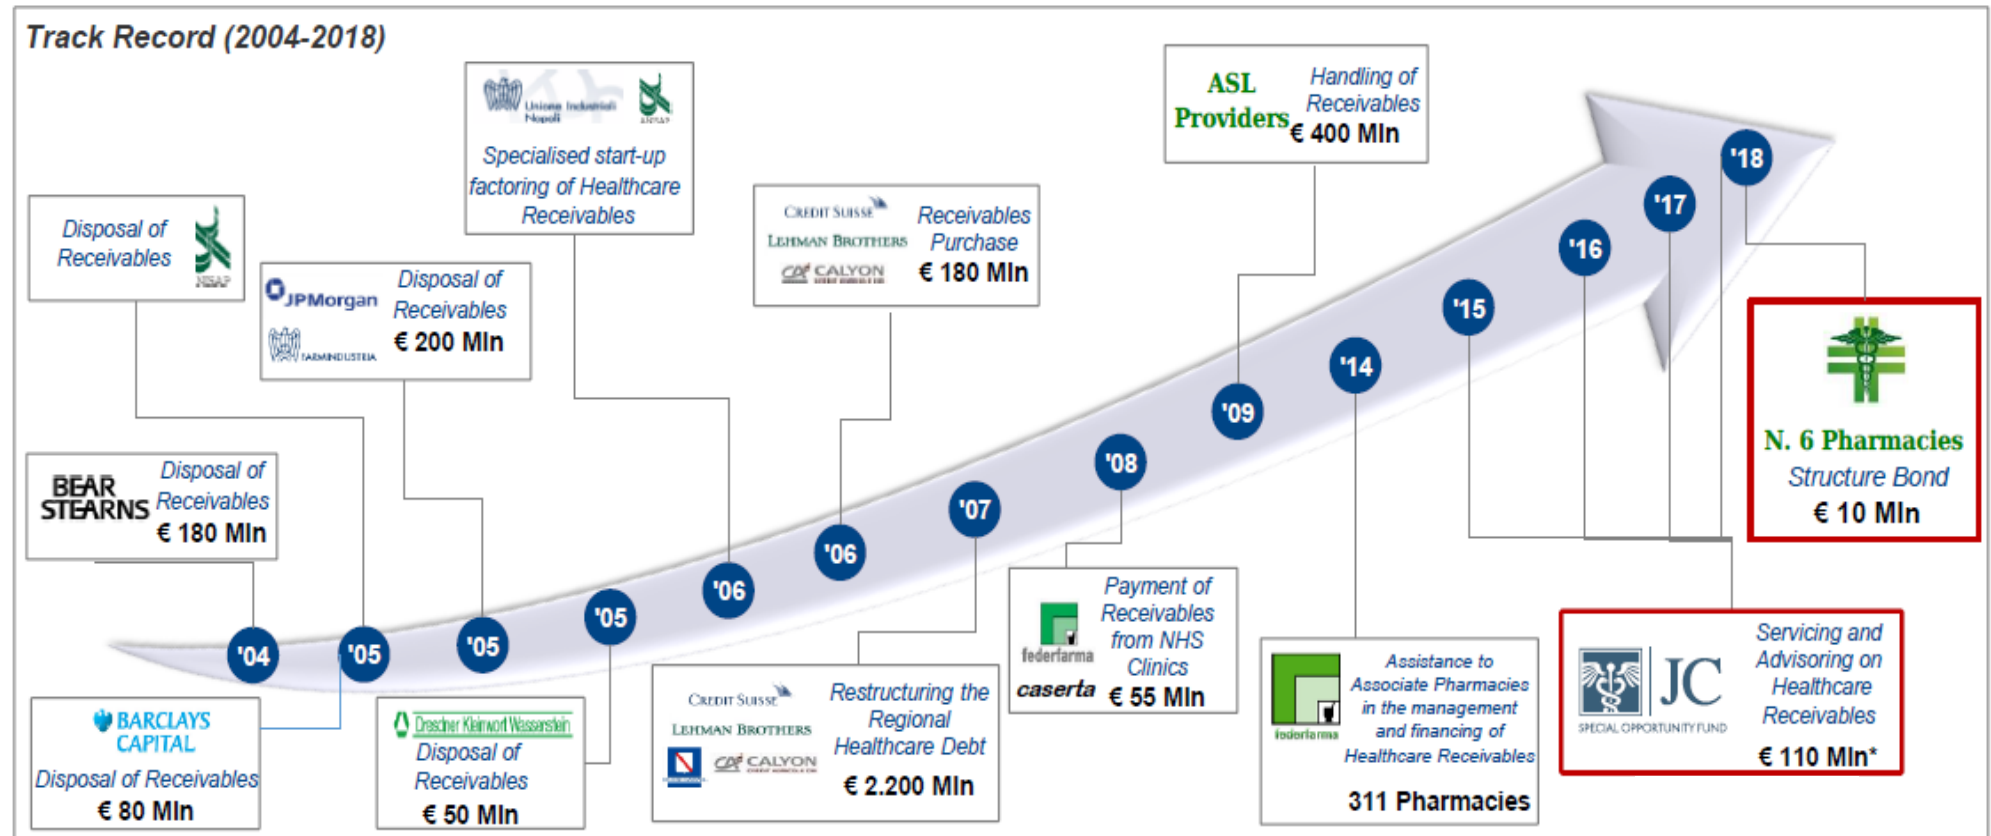 Track Record (2004-2018)
Disposal of
Receivables
JPMorgan
FARMINDUSTRIA
Disposal of
Receivables
€ 200 Mln
Unione Industriali
Napoli
Specialised start-up
factoring of Healthcare
Receivables
CREDIT SUISSE
LEHMAN BROTHERS
CALYON
Receivables
Purchase
€ 180 Mln
ASL
Providers
Handling of
Receivables
€ 400 Mln
BEAR
STEARNS
Disposal of
Receivables
€ 180 Mln
'04
'05
'05
'05
'06
'06
'07
'08
'09
'14
'15
'16
'17
'18
BARCLAYS
CAPITAL
Disposal of Receivables
€ 80 Mln
Dresdner Kleinwort Wasserstein
Disposal of
Receivables
€ 50 Mln
CREDIT SUISSE
LEHMAN BROTHERS
CALYON
Restructuring the
Regional
Healthcare Debt
€ 2.200 Mln
federfarma
caserta
Payment of
Receivables
from NHS
Clinics
€ 55 Mln
federfarma
Assistance to
Associate Pharmacies
in the management
and financing of
Healthcare Receivables
311 Pharmacies
JC
SPECIAL OPPORTUNITY FUND
Servicing and
Advisoring on
Healthcare
Receivables
€ 110 Mln*
N. 6 Pharmacies
Structure Bond
€ 10 Mln